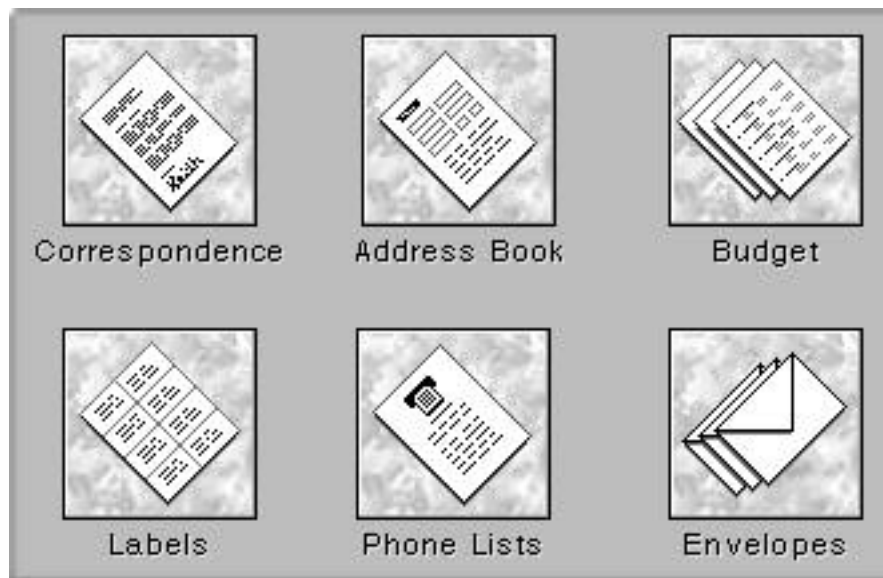 Correspondence
Address Book
Budget
Labels
Phone Lists
Envelopes